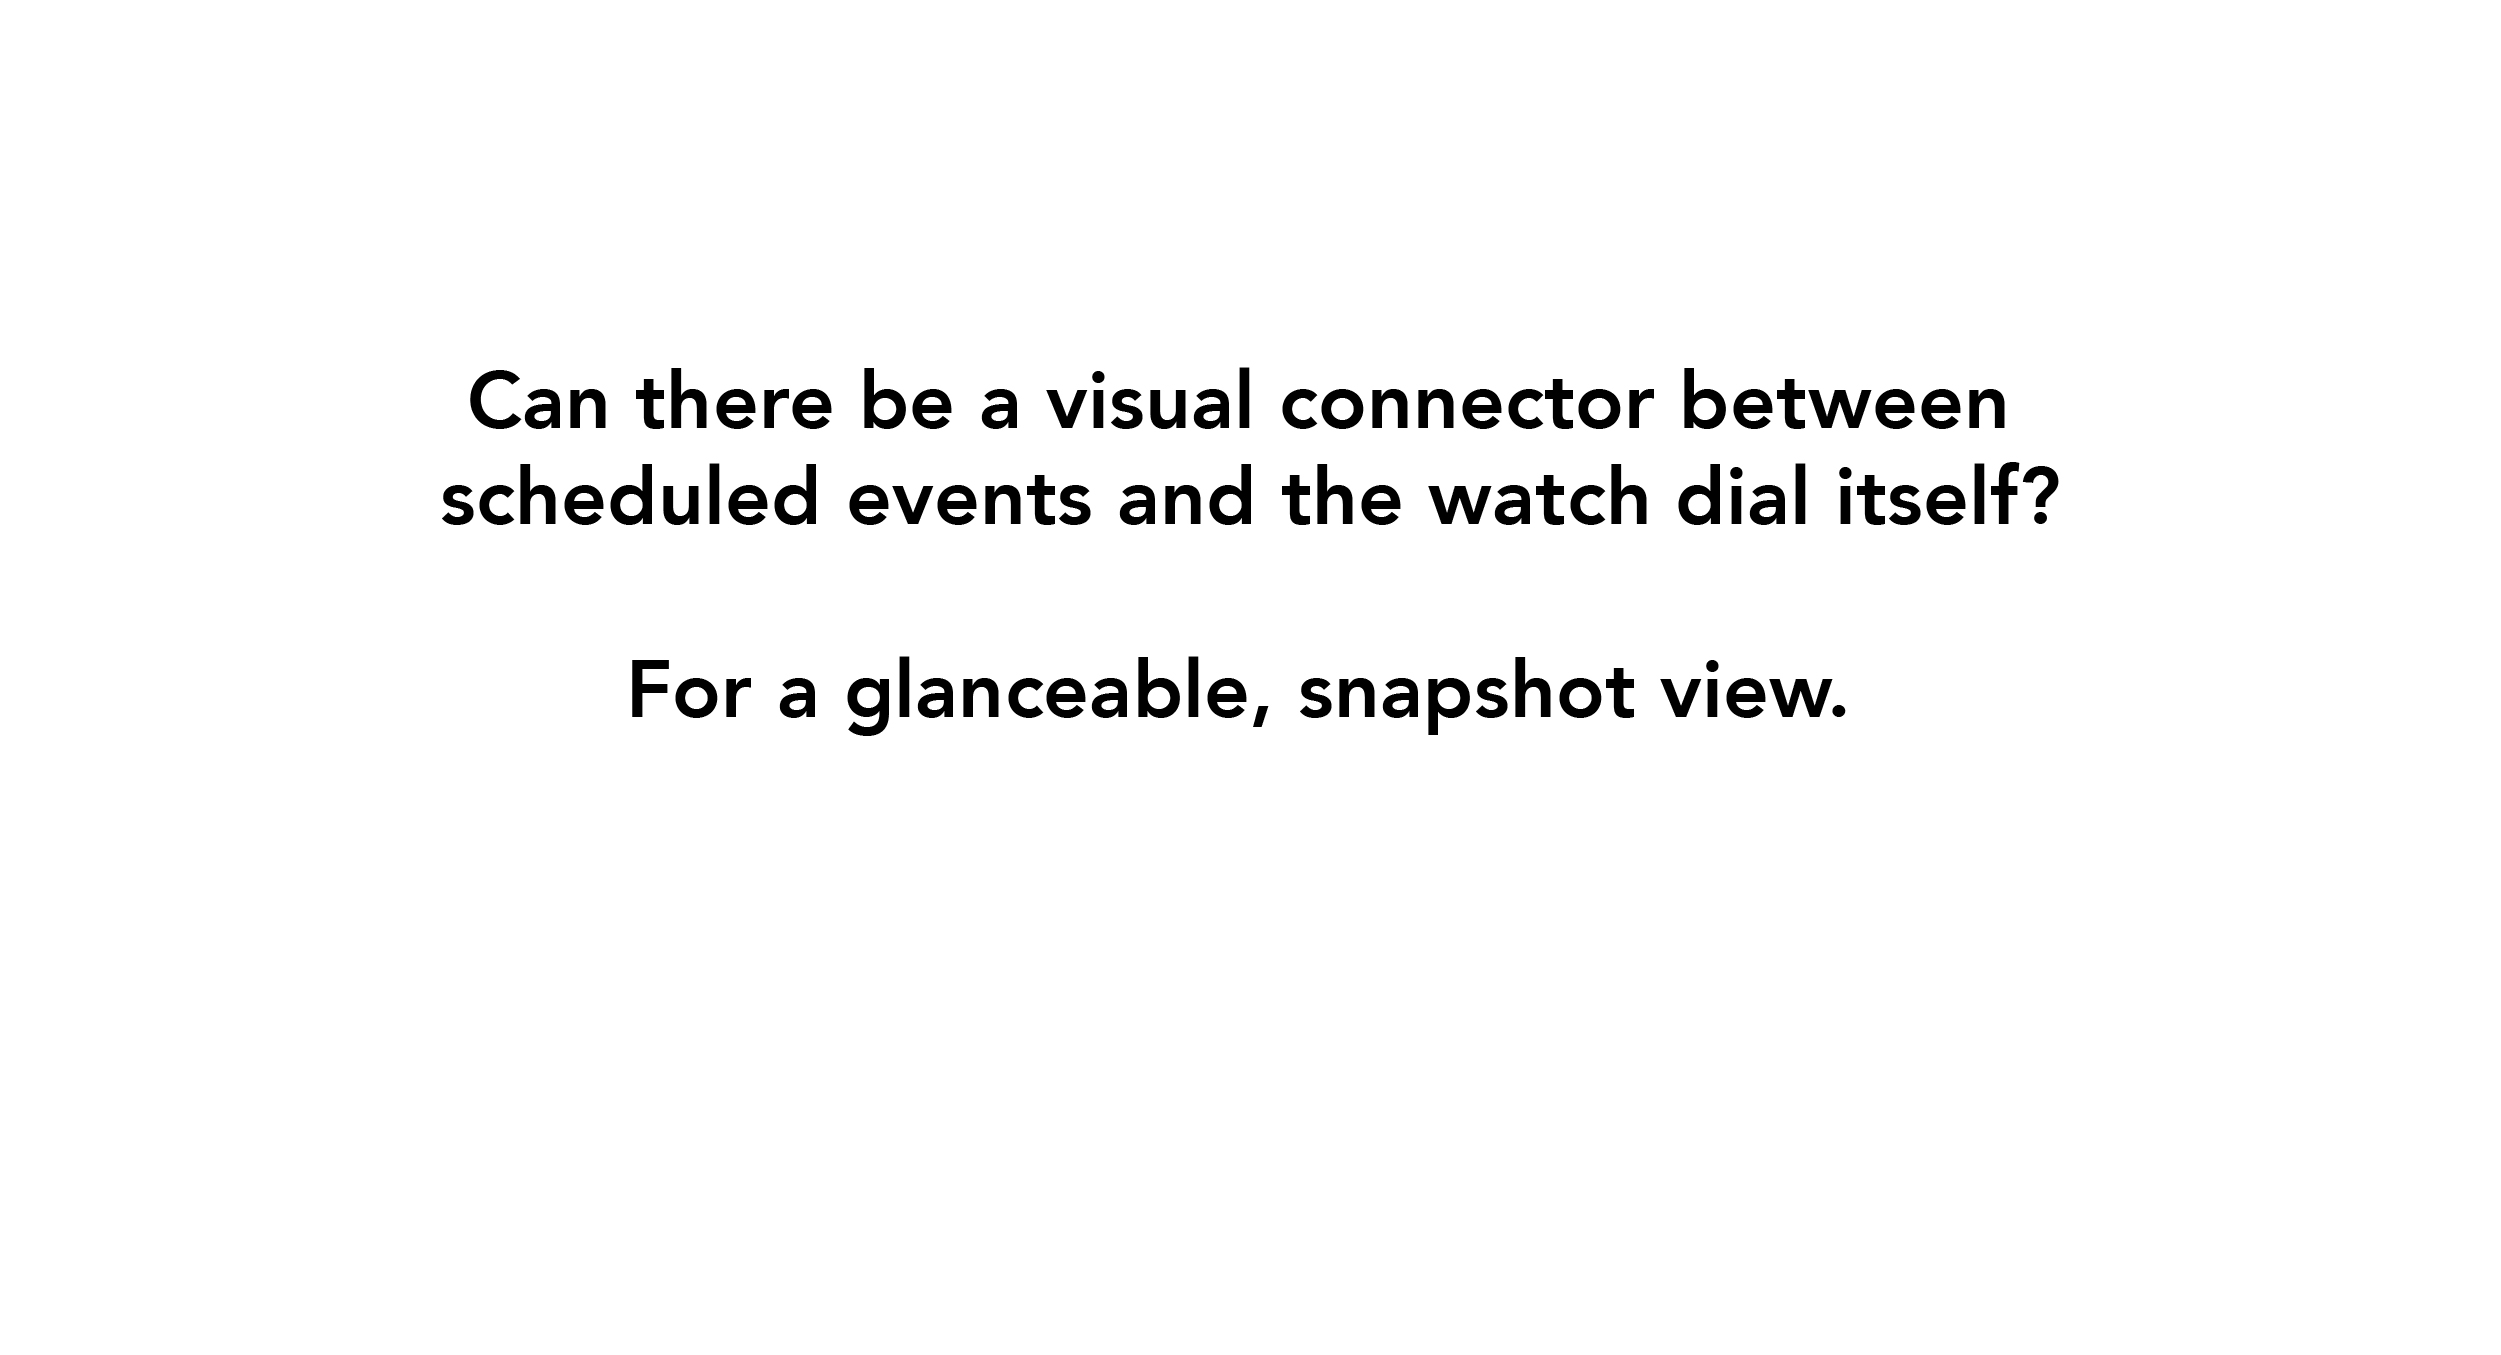 Can there be a visual connector between
scheduled events and the watch dial itself?
For a glanceable, snapshot view.